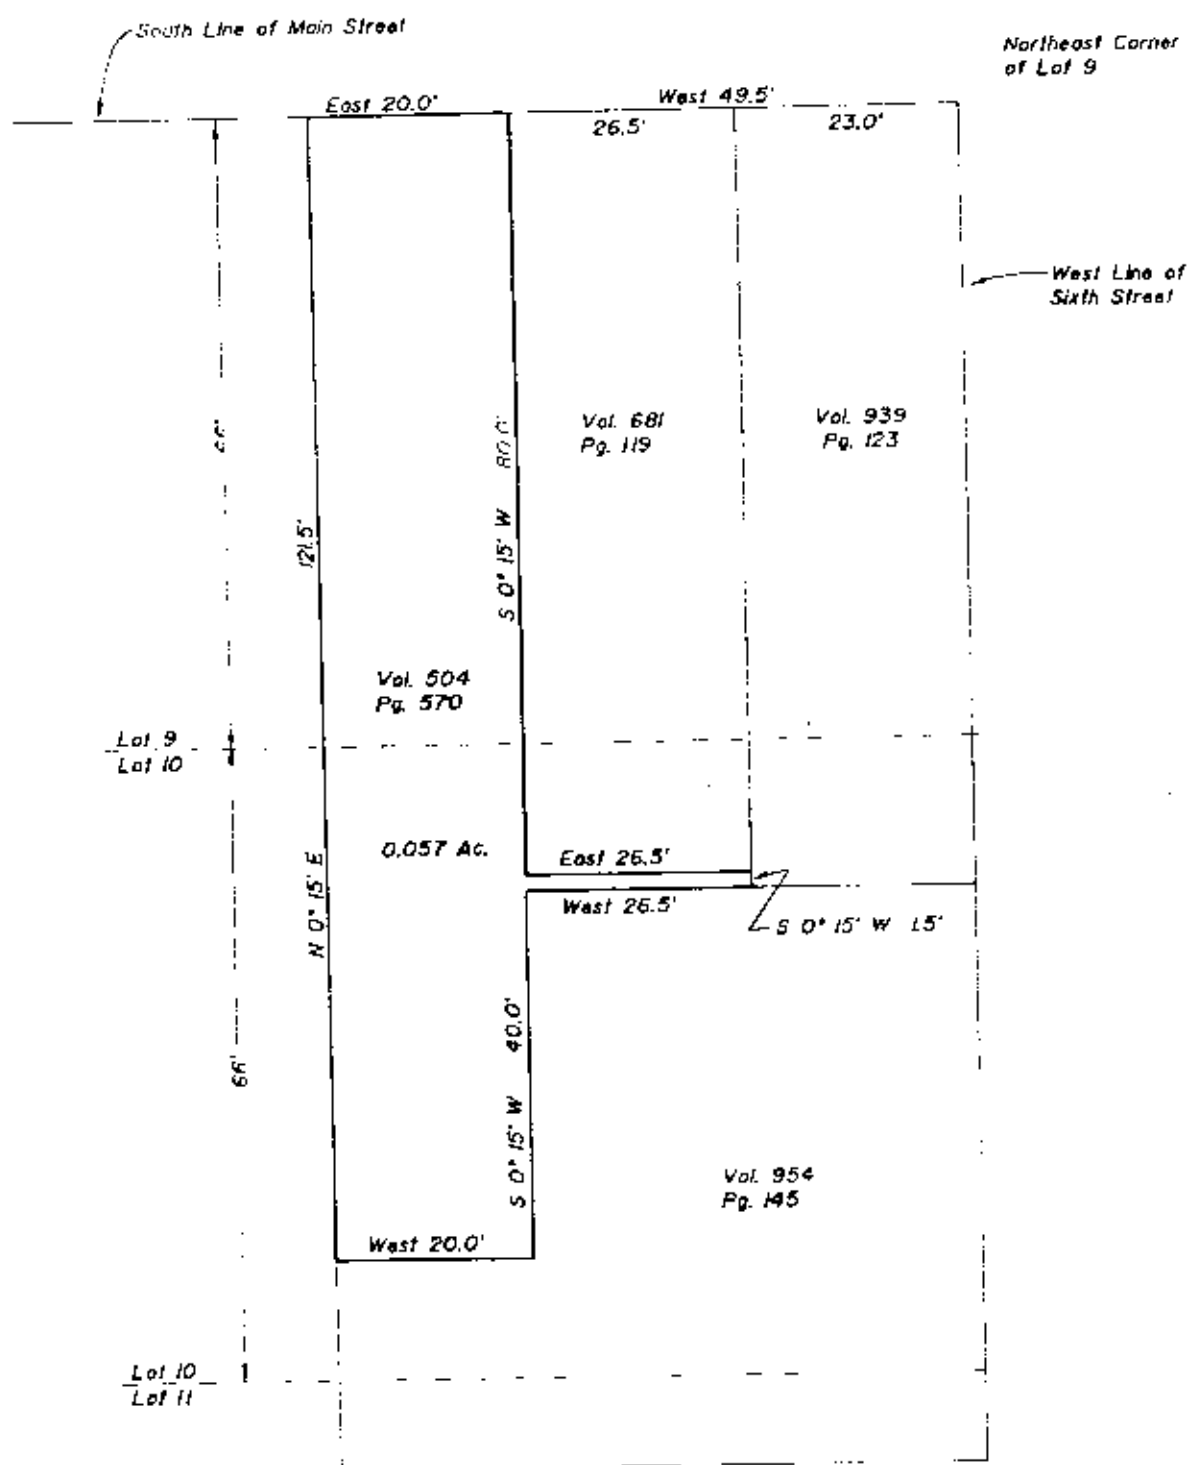 South Line of Main Street
Northeast Corner
of Lot 9
East 20.0'
West 49.5'
26.5'
23.0'
West Line of
Sixth Street
66'
Vol. 681
Pg. 119
Vol. 939
Pg. 123
S 0° 15' W 80.0'
121.5'
Vol. 504
Pg. 570
Lot 9
Lot 10
0.057 Ac.
East 26.5'
West 26.5'
S 0° 15' W 1.5'
N 0° 15' E
66'
S 0° 15' W 40.0'
Vol. 954
Pg. 145
West 20.0'
Lot 10
Lot 11